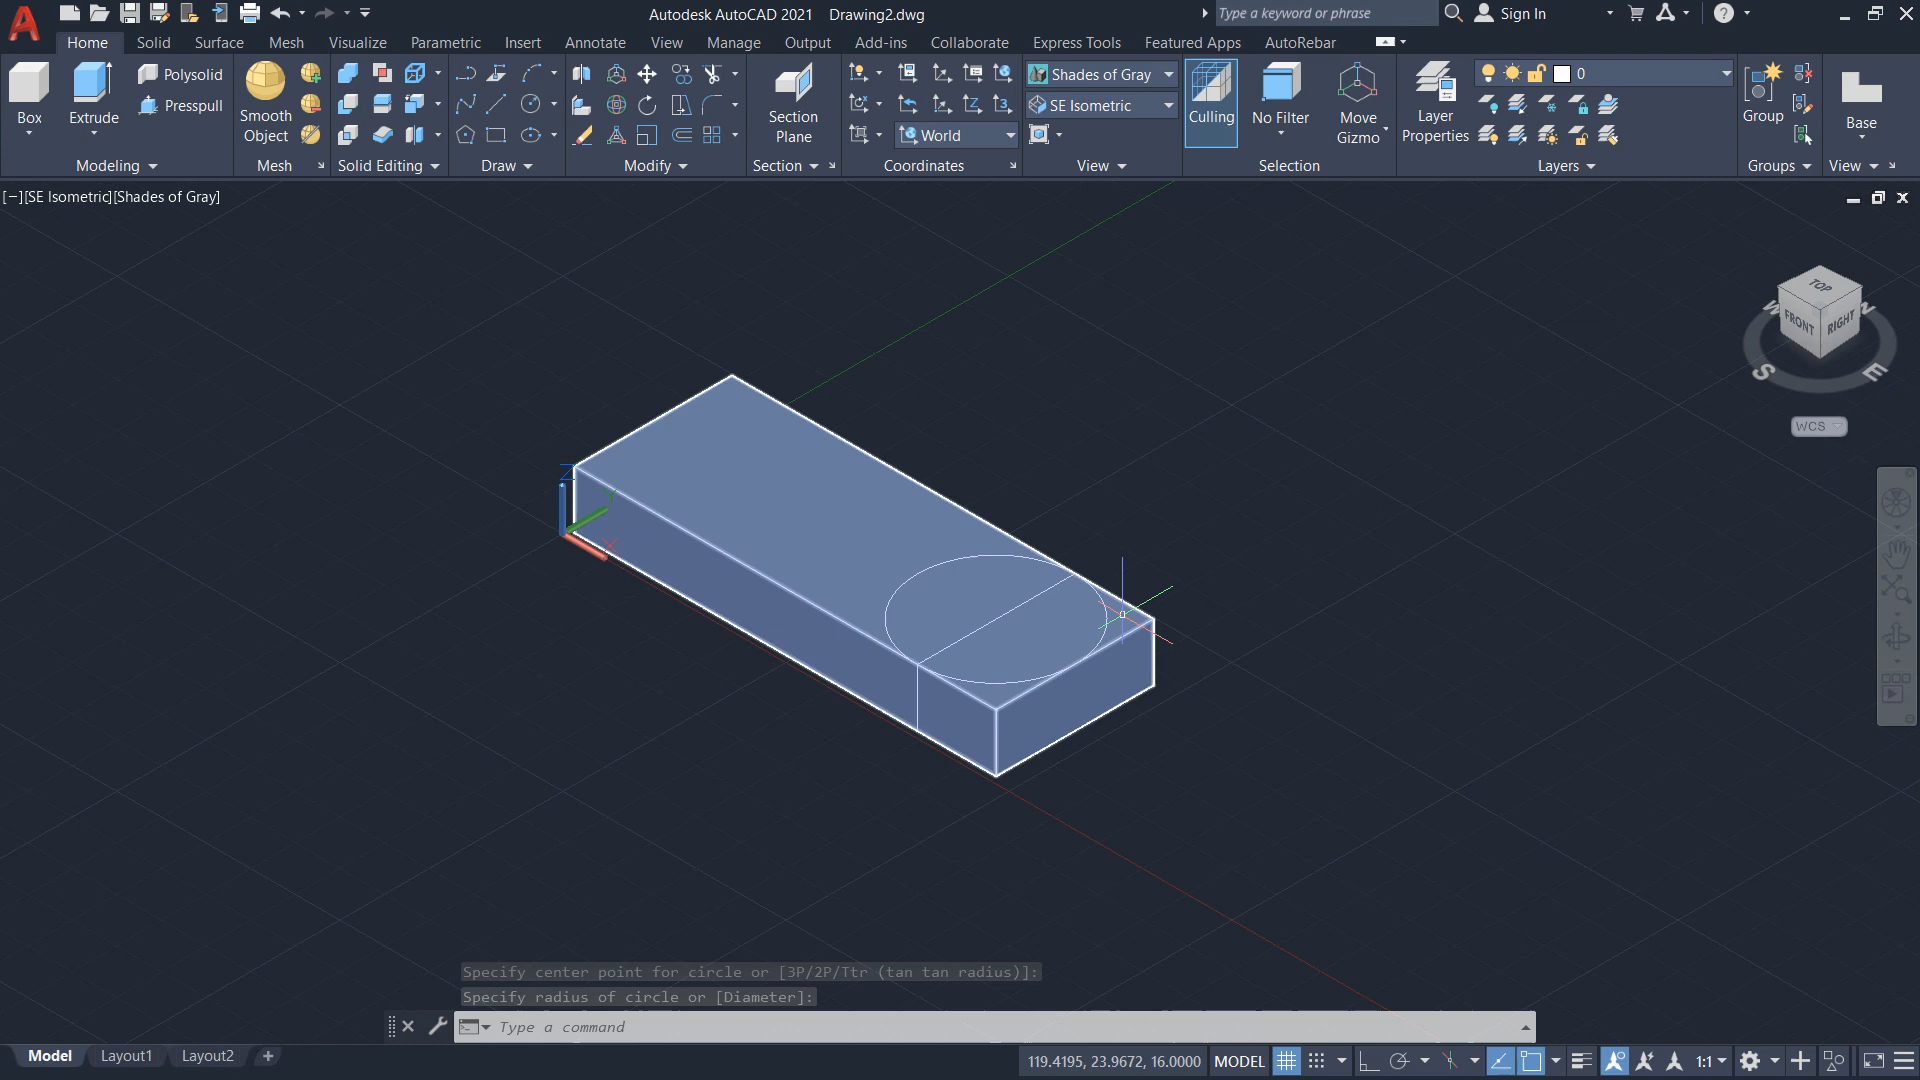 Autodesk AutoCAD 2021 Drawing2.dwg
Type a keyword or phrase
Sign In
Home Solid Surface Mesh Visualize Parametric Insert Annotate View Manage Output Add-ins Collaborate Express Tools Featured Apps AutoRebar
Box
Extrude
Polysolid
Presspull
Modeling
Smooth
Object
Mesh
Solid Editing
Draw
Modify
Section
Plane
Section
World
Coordinates
Shades of Gray
SE Isometric
View
Culling
No Filter
Move
Gizmo
Selection
Layer
Properties
0
Layers
Group
Groups
Base
View
[−][SE Isometric][Shades of Gray]
TOP
FRONT
RIGHT
W
N
S
E
WCS
Z
Y
X
Specify center point for circle or [3P/2P/Ttr (tan tan radius)]:
Specify radius of circle or [Diameter]:
Type a command
Model Layout1 Layout2
119.4195, 23.9672, 16.0000 MODEL 1:1